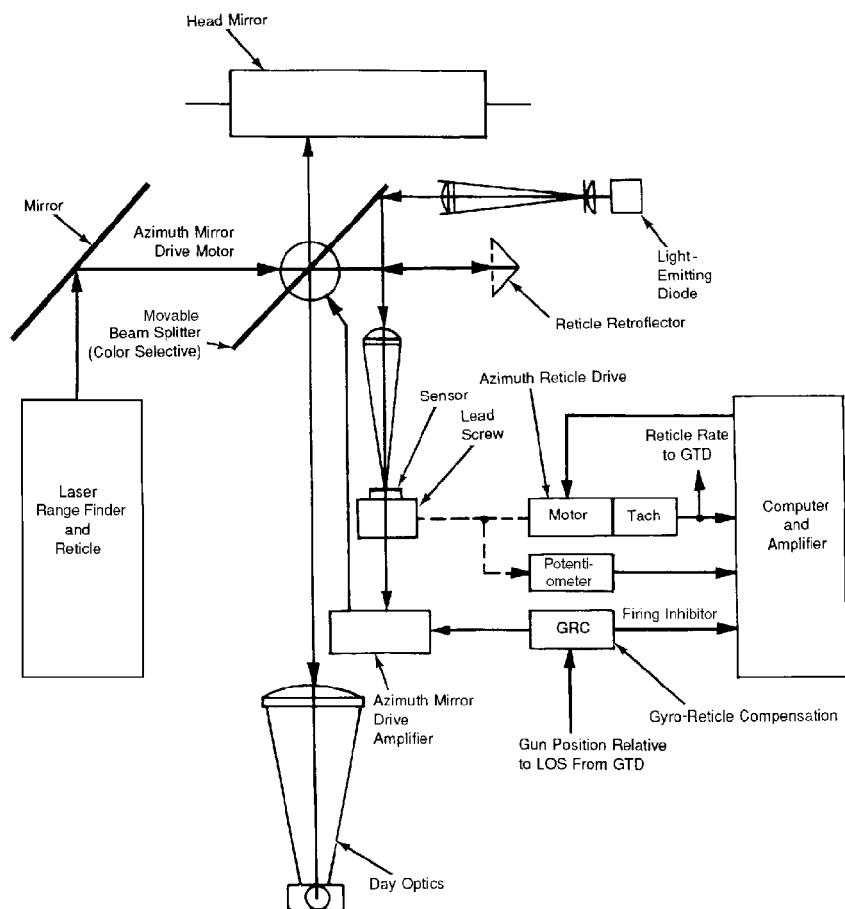 Head Mirror
Mirror
Azimuth Mirror
Drive Motor
Light-
Emitting
Diode
Movable
Beam Splitter
(Color Selective)
Reticle Retroflector
Azimuth Reticle Drive
Sensor
Lead
Screw
Reticle Rate
to GTD
Laser
Range Finder
and
Reticle
Motor
Tach
Computer
and
Amplifier
Potenti-
ometer
GRC
Firing Inhibitor
Azimuth Mirror
Drive
Amplifier
Gyro-Reticle Compensation
Gun Position Relative
to LOS From GTD
Day Optics